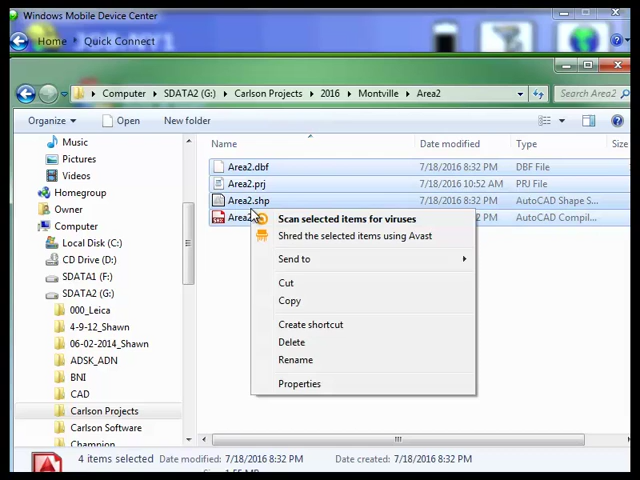 Windows Mobile Device Center
Home Quick Connect
Computer SDATA2 (G:) Carlson Projects 2016 Montville Area2
Search Area2
Organize Open New folder
Name Date modified Type Size
Music
Pictures
Videos
Homegroup
Owner
Computer
Local Disk (C:)
CD Drive (D:)
SDATA1 (F:)
SDATA2 (G:)
000_Leica
4-9-12_Shawn
06-02-2014_Shawn
ADSK_ADN
BNI
CAD
Carlson Projects
Carlson Software
Champion
Area2.dbf 7/18/2016 8:32 PM DBF File
Area2.prj 7/18/2016 10:52 AM PRJ File
Area2.shp 7/18/2016 8:32 PM AutoCAD Shape S...
Area2 AutoCAD Compil...
Scan selected items for viruses
Shred the selected items using Avast
Send to
Cut
Copy
Create shortcut
Delete
Rename
Properties
4 items selected Date modified: 7/18/2016 8:32 PM Date created: 7/18/2016 8:32 PM